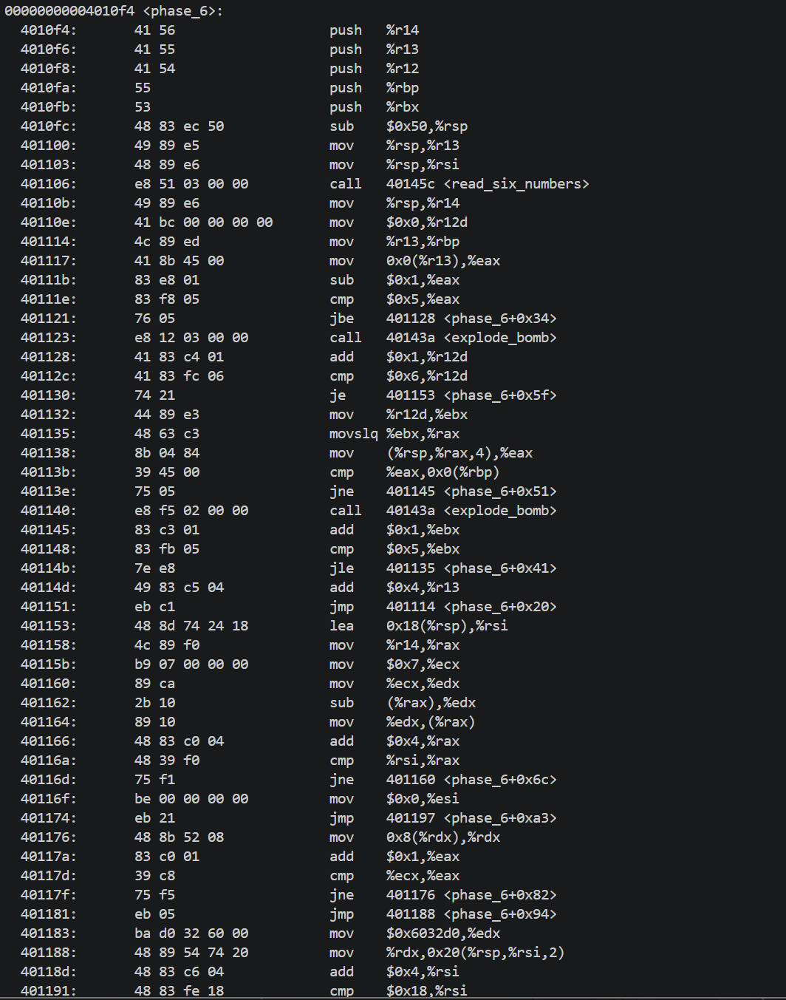 00000000004010f4 <phase_6>:
4010f4: 41 56 push %r14
4010f6: 41 55 push %r13
4010f8: 41 54 push %r12
4010fa: 55 push %rbp
4010fb: 53 push %rbx
4010fc: 48 83 ec 50 sub $0x50,%rsp
401100: 49 89 e5 mov %rsp,%r13
401103: 48 89 e6 mov %rsp,%rsi
401106: e8 51 03 00 00 call 40145c <read_six_numbers>
40110b: 49 89 e6 mov %rsp,%r14
40110e: 41 bc 00 00 00 00 mov $0x0,%r12d
401114: 4c 89 ed mov %r13,%rbp
401117: 41 8b 45 00 mov 0x0(%r13),%eax
40111b: 83 e8 01 sub $0x1,%eax
40111e: 83 f8 05 cmp $0x5,%eax
401121: 76 05 jbe 401128 <phase_6+0x34>
401123: e8 12 03 00 00 call 40143a <explode_bomb>
401128: 41 83 c4 01 add $0x1,%r12d
40112c: 41 83 fc 06 cmp $0x6,%r12d
401130: 74 21 je 401153 <phase_6+0x5f>
401132: 44 89 e3 mov %r12d,%ebx
401135: 48 63 c3 movslq %ebx,%rax
401138: 8b 04 84 mov (%rsp,%rax,4),%eax
40113b: 39 45 00 cmp %eax,0x0(%rbp)
40113e: 75 05 jne 401145 <phase_6+0x51>
401140: e8 f5 02 00 00 call 40143a <explode_bomb>
401145: 83 c3 01 add $0x1,%ebx
401148: 83 fb 05 cmp $0x5,%ebx
40114b: 7e e8 jle 401135 <phase_6+0x41>
40114d: 49 83 c5 04 add $0x4,%r13
401151: eb c1 jmp 401114 <phase_6+0x20>
401153: 48 8d 74 24 18 lea 0x18(%rsp),%rsi
401158: 4c 89 f0 mov %r14,%rax
40115b: b9 07 00 00 00 mov $0x7,%ecx
401160: 89 ca mov %ecx,%edx
401162: 2b 10 sub (%rax),%edx
401164: 89 10 mov %edx,(%rax)
401166: 48 83 c0 04 add $0x4,%rax
40116a: 48 39 f0 cmp %rsi,%rax
40116d: 75 f1 jne 401160 <phase_6+0x6c>
40116f: be 00 00 00 00 mov $0x0,%esi
401174: eb 21 jmp 401197 <phase_6+0xa3>
401176: 48 8b 52 08 mov 0x8(%rdx),%rdx
40117a: 83 c0 01 add $0x1,%eax
40117d: 39 c8 cmp %ecx,%eax
40117f: 75 f5 jne 401176 <phase_6+0x82>
401181: eb 05 jmp 401188 <phase_6+0x94>
401183: ba d0 32 60 00 mov $0x6032d0,%edx
401188: 48 89 54 74 20 mov %rdx,0x20(%rsp,%rsi,2)
40118d: 48 83 c6 04 add $0x4,%rsi
401191: 48 83 fe 18 cmp $0x18,%rsi